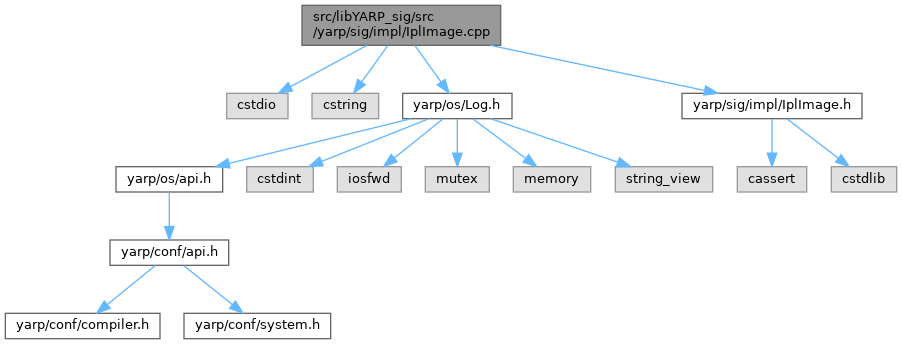 src/libYARP_sig/src
/yarp/sig/impl/IplImage.cpp
cstdio
cstring
yarp/os/Log.h
yarp/sig/impl/IplImage.h
yarp/os/api.h
cstdint
iosfwd
mutex
memory
string_view
cassert
cstdlib
yarp/conf/api.h
yarp/conf/compiler.h
yarp/conf/system.h